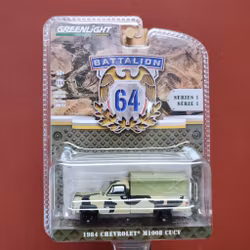 GREENLIGHT
BATTALION
64
SERIES 1
SÉRIE 1
1984 CHEVROLET® M1008 CUCV